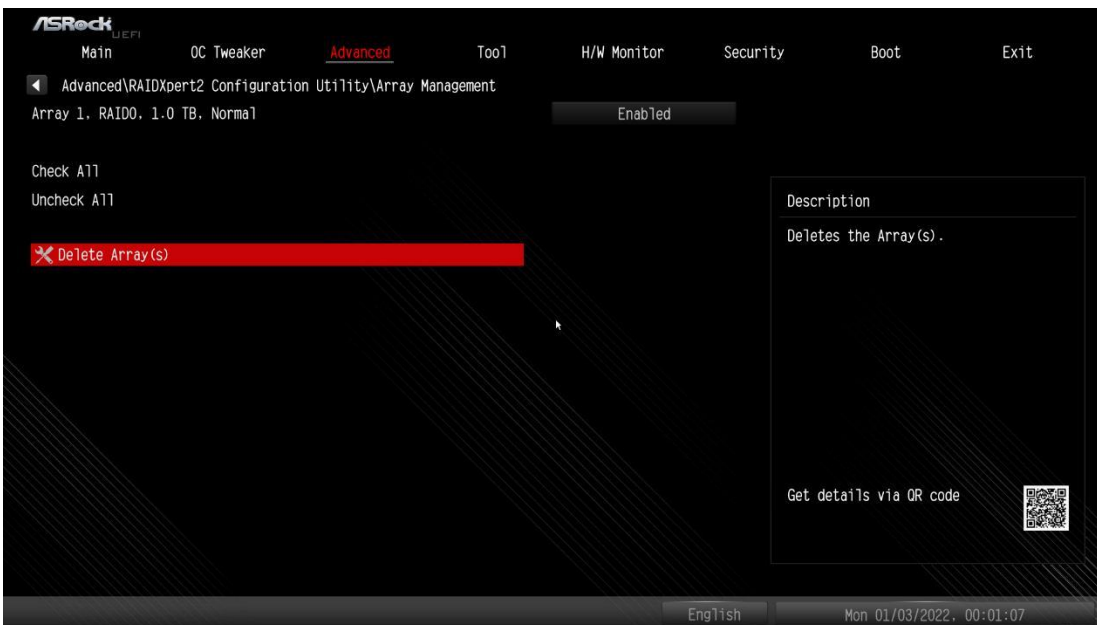 ASRock UEFI
Main OC Tweaker Advanced Tool H/W Monitor Security Boot Exit
Advanced\RAIDXpert2 Configuration Utility\Array Management
Array 1, RAID0, 1.0 TB, Normal Enabled
Check All
Uncheck All
Delete Array(s)
Description
Deletes the Array(s).
Get details via QR code
English Mon 01/03/2022, 00:01:07